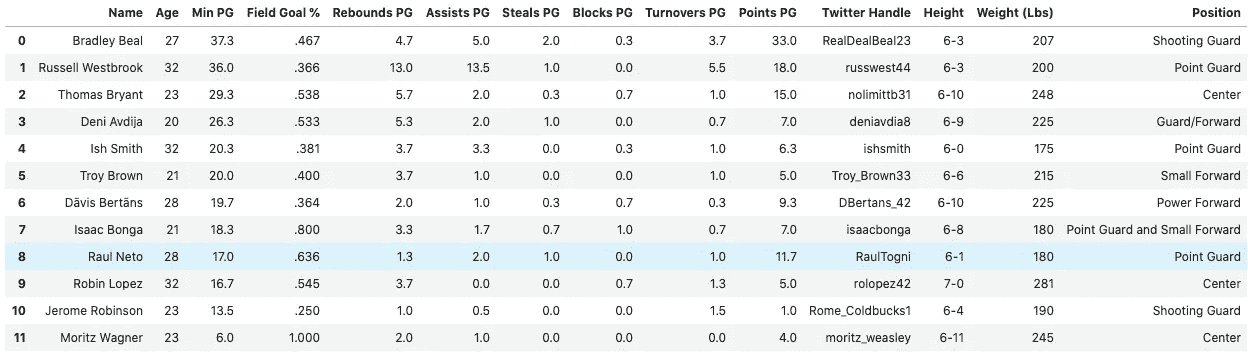 Name Age Min PG Field Goal % Rebounds PG Assists PG Steals PG Blocks PG Turnovers PG Points PG Twitter Handle Height Weight (Lbs) Position
0 Bradley Beal 27 37.3 .467 4.7 5.0 2.0 0.3 3.7 33.0 RealDealBeal23 6-3 207 Shooting Guard
1 Russell Westbrook 32 36.0 .366 13.0 13.5 1.0 0.0 5.5 18.0 russwest44 6-3 200 Point Guard
2 Thomas Bryant 23 29.3 .538 5.7 2.0 0.3 0.7 1.0 15.0 nolimittb31 6-10 248 Center
3 Deni Avdija 20 26.3 .533 5.3 2.0 1.0 0.0 0.7 7.0 deniavdia8 6-9 225 Guard/Forward
4 Ish Smith 32 20.3 .381 3.7 3.3 0.0 0.3 1.0 6.3 ishsmith 6-0 175 Point Guard
5 Troy Brown 21 20.0 .400 3.7 1.0 0.0 0.0 1.0 5.0 Troy_Brown33 6-6 215 Small Forward
6 Dāvis Bertāns 28 19.7 .364 2.0 1.0 0.3 0.7 0.3 9.3 DBertans_42 6-10 225 Power Forward
7 Isaac Bonga 21 18.3 .800 3.3 1.7 0.7 1.0 0.7 7.0 isaacbonga 6-8 180 Point Guard and Small Forward
8 Raul Neto 28 17.0 .636 1.3 2.0 1.0 0.0 1.0 11.7 RaulTogni 6-1 180 Point Guard
9 Robin Lopez 32 16.7 .545 3.7 0.0 0.0 0.7 1.3 5.0 rolopez42 7-0 281 Center
10 Jerome Robinson 23 13.5 .250 1.0 0.5 0.0 0.0 1.5 1.0 Rome_Coldbucks1 6-4 190 Shooting Guard
11 Moritz Wagner 23 6.0 1.000 2.0 1.0 0.0 0.0 0.0 4.0 moritz_weasley 6-11 245 Center